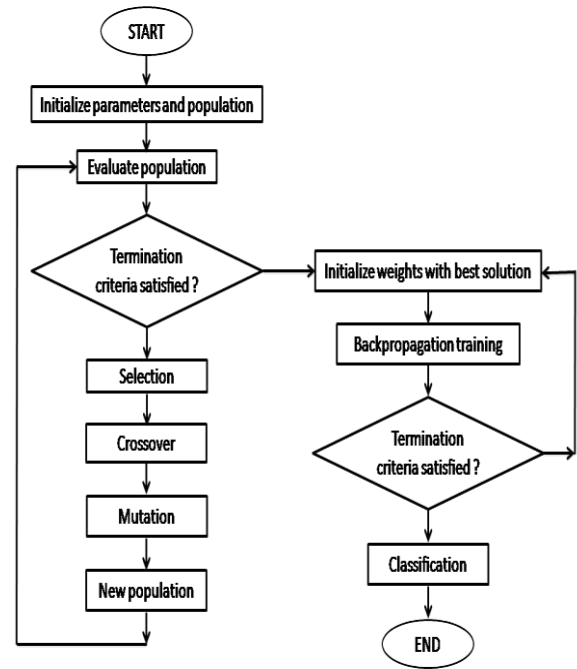 START
Initialize parameters and population
Evaluate population
Termination
criteria satisfied ?
Selection
Crossover
Mutation
New population
Initialize weights with best solution
Backpropagation training
Termination
criteria satisfied ?
Classification
END